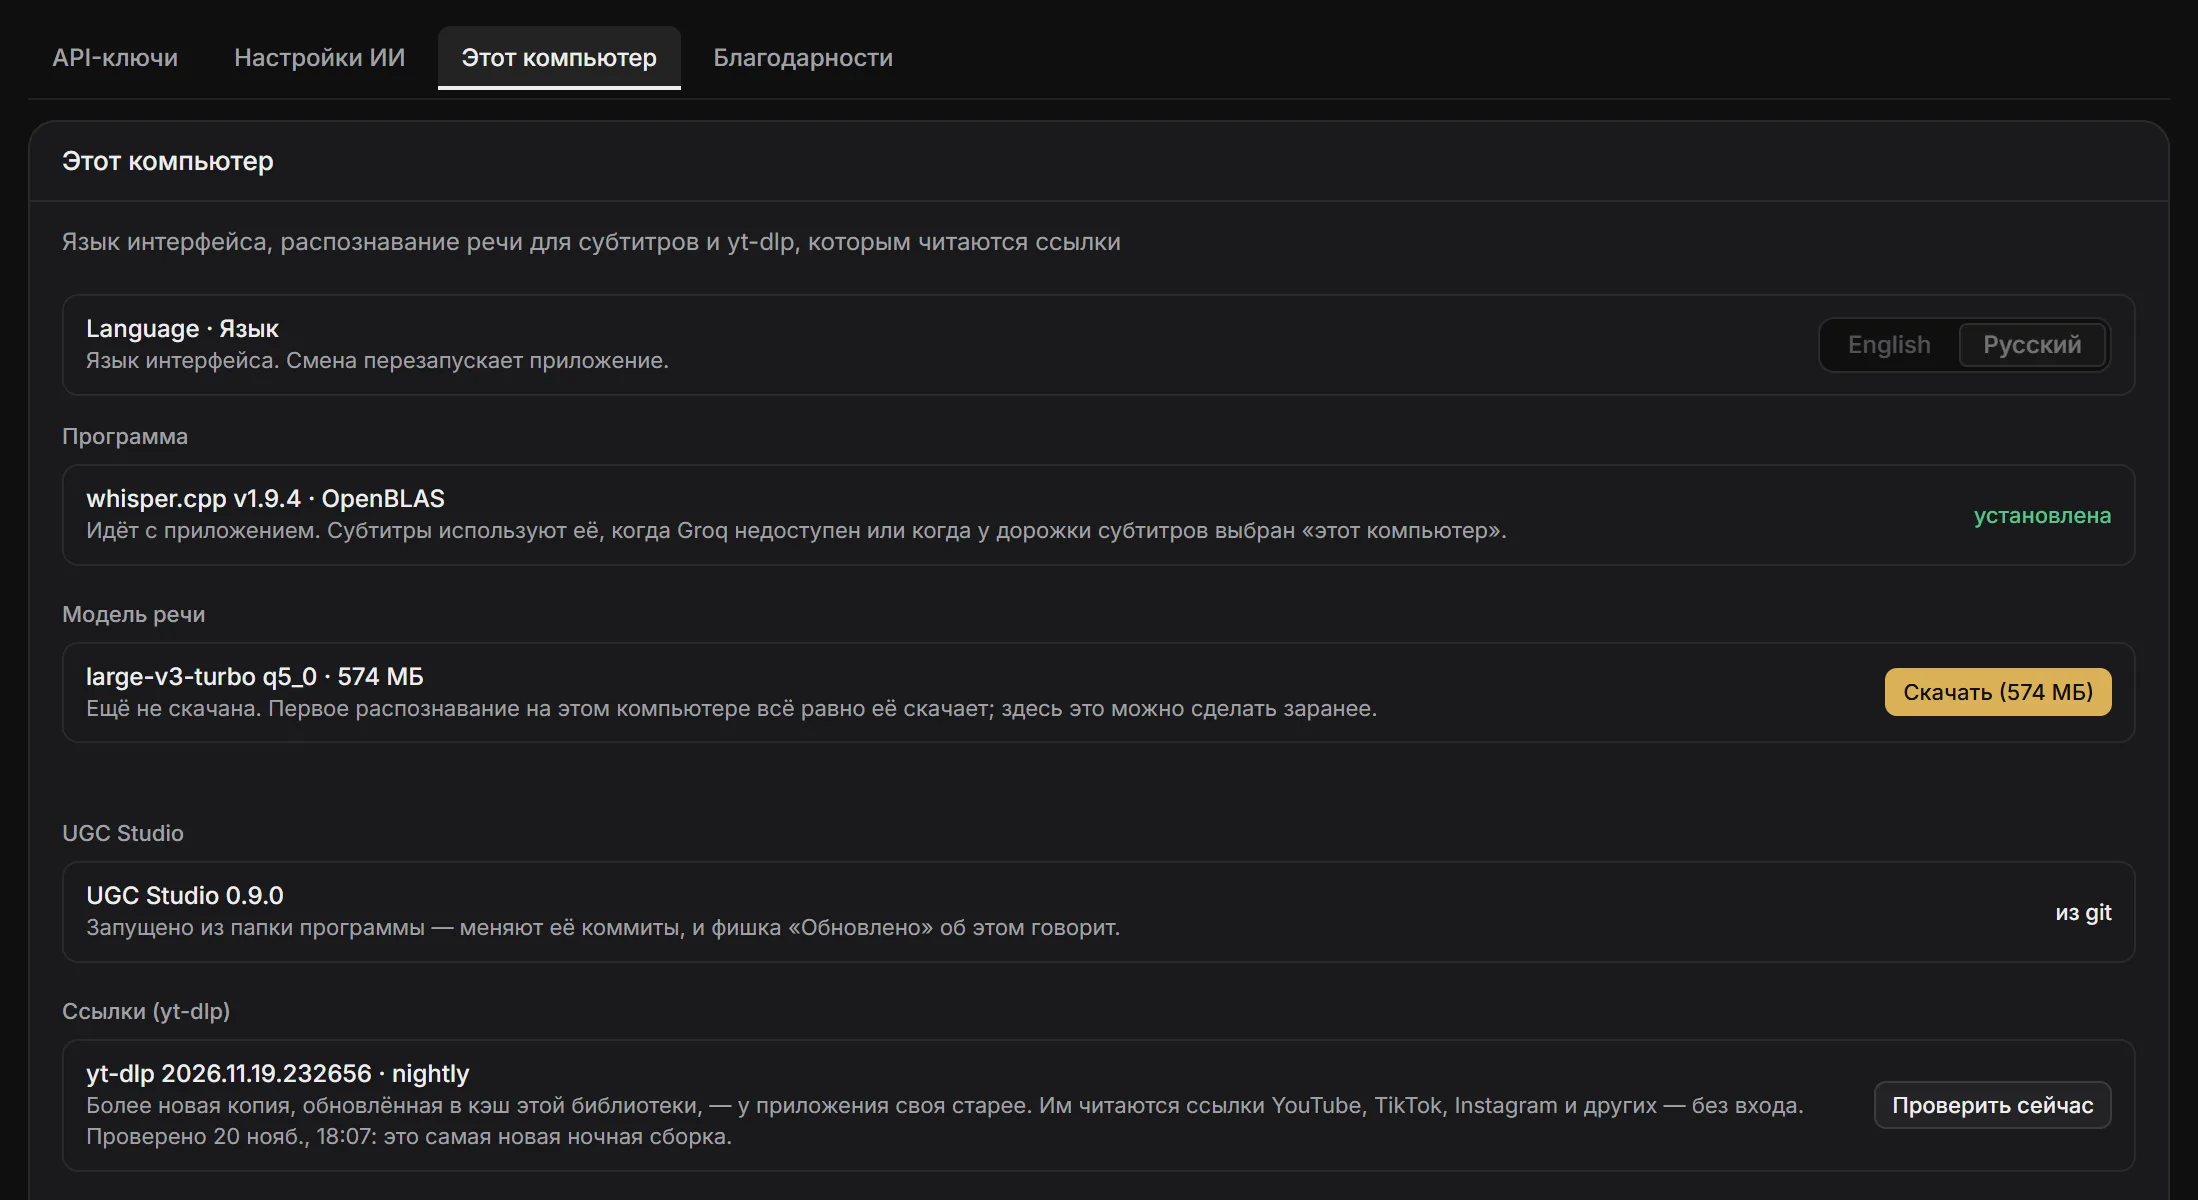 API-ключи
Настройки ИИ
Этот компьютер
Благодарности
Этот компьютер
Язык интерфейса, распознавание речи для субтитров и yt-dlp, которым читаются ссылки
Language · Язык
Язык интерфейса. Смена перезапускает приложение.
English
Русский
Программа
whisper.cpp v1.9.4 · OpenBLAS
Идёт с приложением. Субтитры используют её, когда Groq недоступен или когда у дорожки субтитров выбран «этот компьютер».
установлена
Модель речи
large-v3-turbo q5_0 · 574 МБ
Ещё не скачана. Первое распознавание на этом компьютере всё равно её скачает; здесь это можно сделать заранее.
Скачать (574 МБ)
UGC Studio
UGC Studio 0.9.0
Запущено из папки программы — меняют её коммиты, и фишка «Обновлено» об этом говорит.
из git
Ссылки (yt-dlp)
yt-dlp 2026.11.19.232656 · nightly
Более новая копия, обновлённая в кэш этой библиотеки, — у приложения своя старее. Им читаются ссылки YouTube, TikTok, Instagram и других — без входа.
Проверено 20 нояб., 18:07: это самая новая ночная сборка.
Проверить сейчас